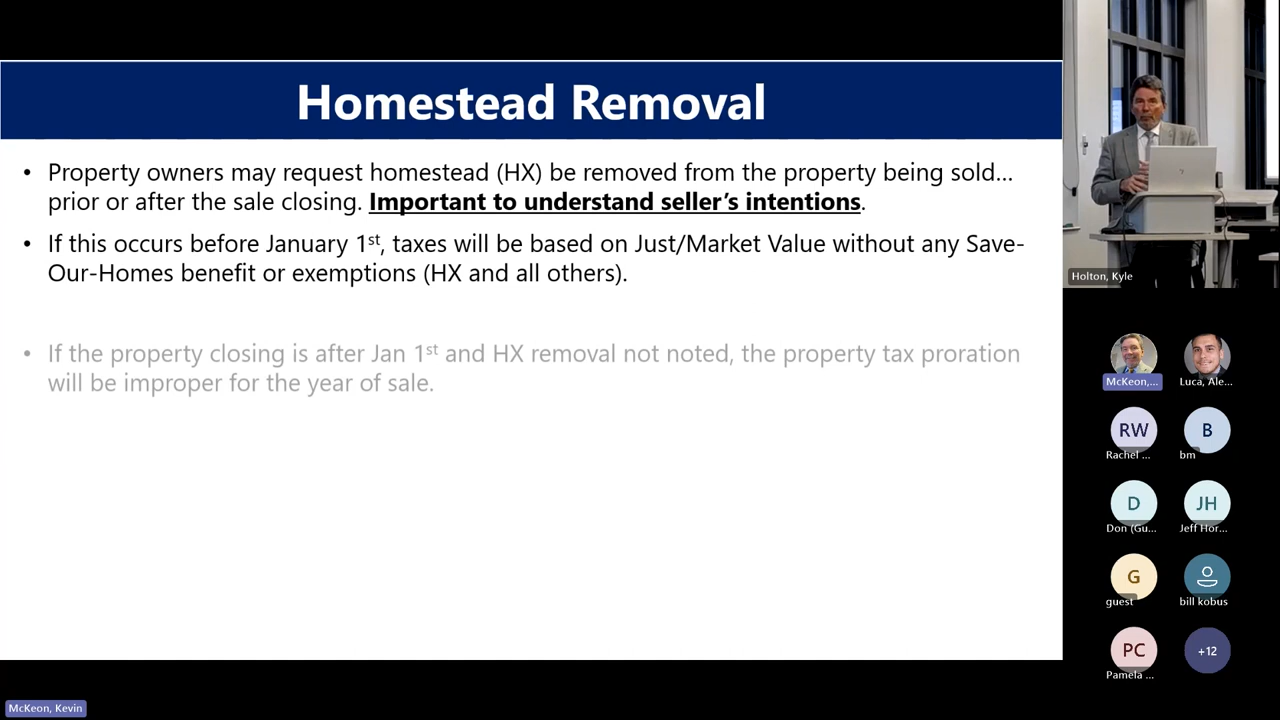 Homestead Removal
• Property owners may request homestead (HX) be removed from the property being sold…
prior or after the sale closing. Important to understand seller’s intentions.
• If this occurs before January 1st, taxes will be based on Just/Market Value without any Save-
Our-Homes benefit or exemptions (HX and all others).
• If the property closing is after Jan 1st and HX removal not noted, the property tax proration
will be improper for the year of sale.
Holton, Kyle
McKeon,...
Luca, Ale...
RW
Rachel ...
B
bm
D
Don (Gu...
JH
Jeff Hor...
G
guest
bill kobus
PC
Pamela ...
+12
McKeon, Kevin